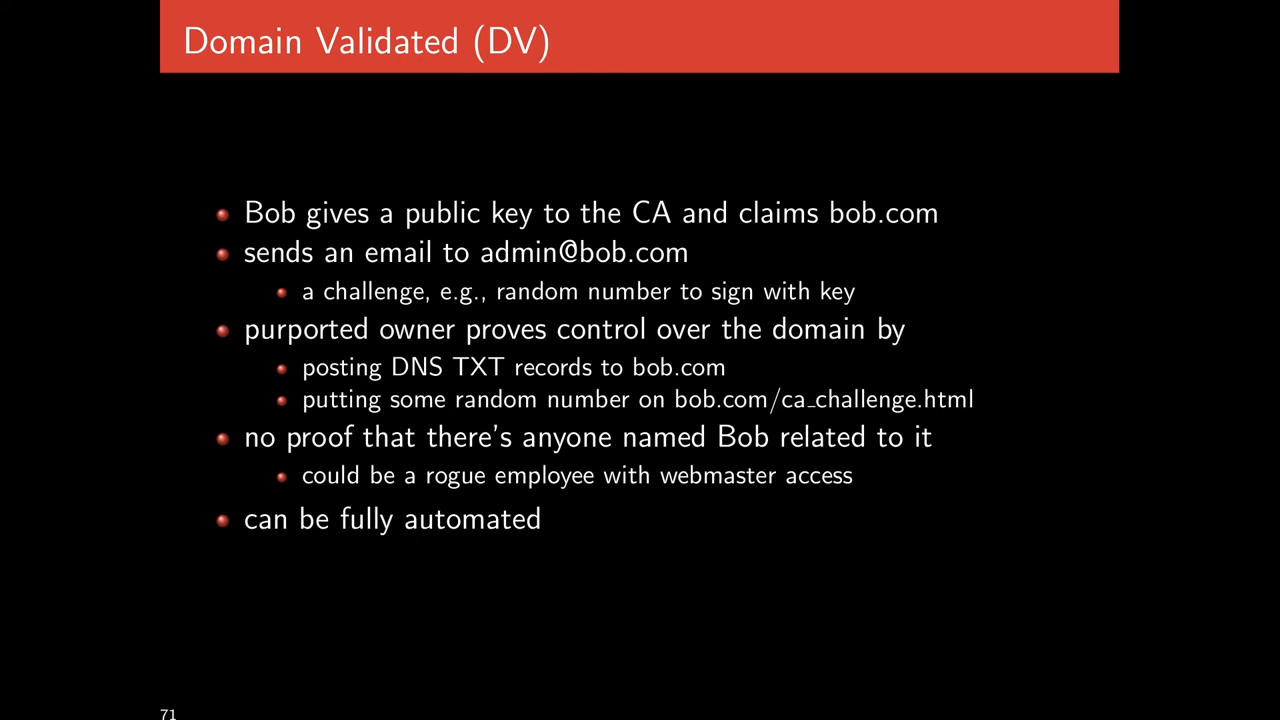 Domain Validated (DV)
Bob gives a public key to the CA and claims bob.com
sends an email to admin@bob.com
a challenge, e.g., random number to sign with key
purported owner proves control over the domain by
posting DNS TXT records to bob.com
putting some random number on bob.com/ca_challenge.html
no proof that there's anyone named Bob related to it
could be a rogue employee with webmaster access
can be fully automated
71